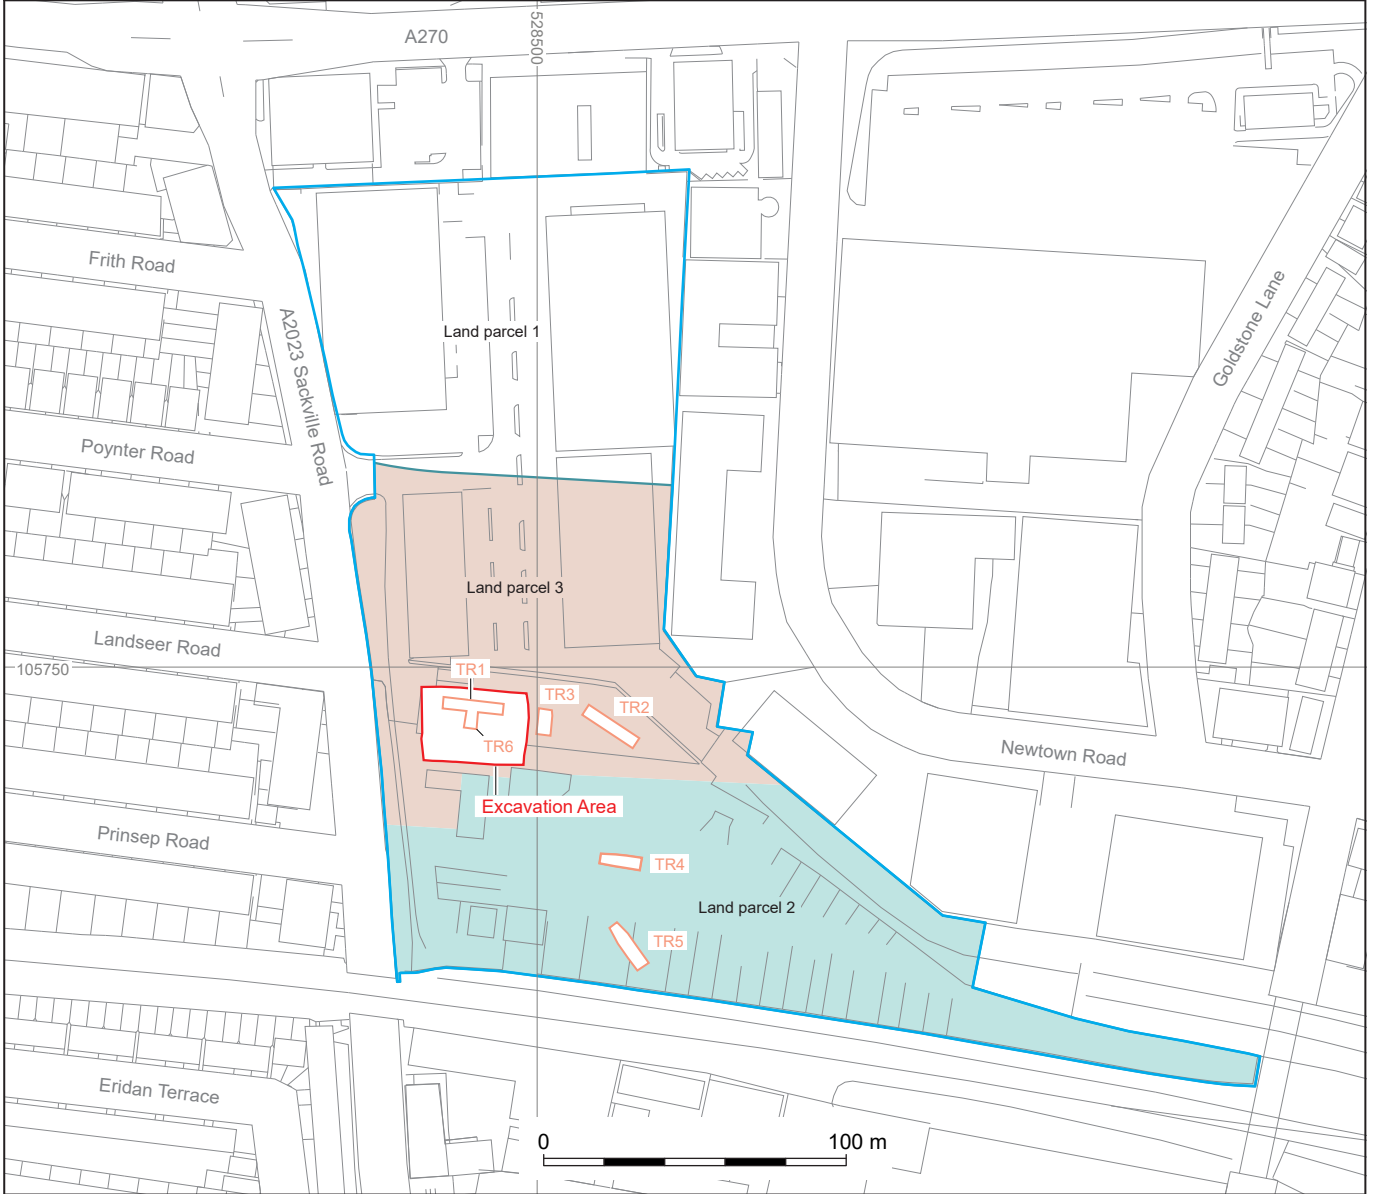 A270
528500
Frith Road
A2023 Sackville Road
Goldstone Lane
Land parcel 1
Poynter Road
Land parcel 3
Landseer Road
105750
TR1
TR3
TR2
TR6
Newtown Road
Excavation Area
Prinsep Road
TR4
Land parcel 2
TR5
Eridan Terrace
0
100 m